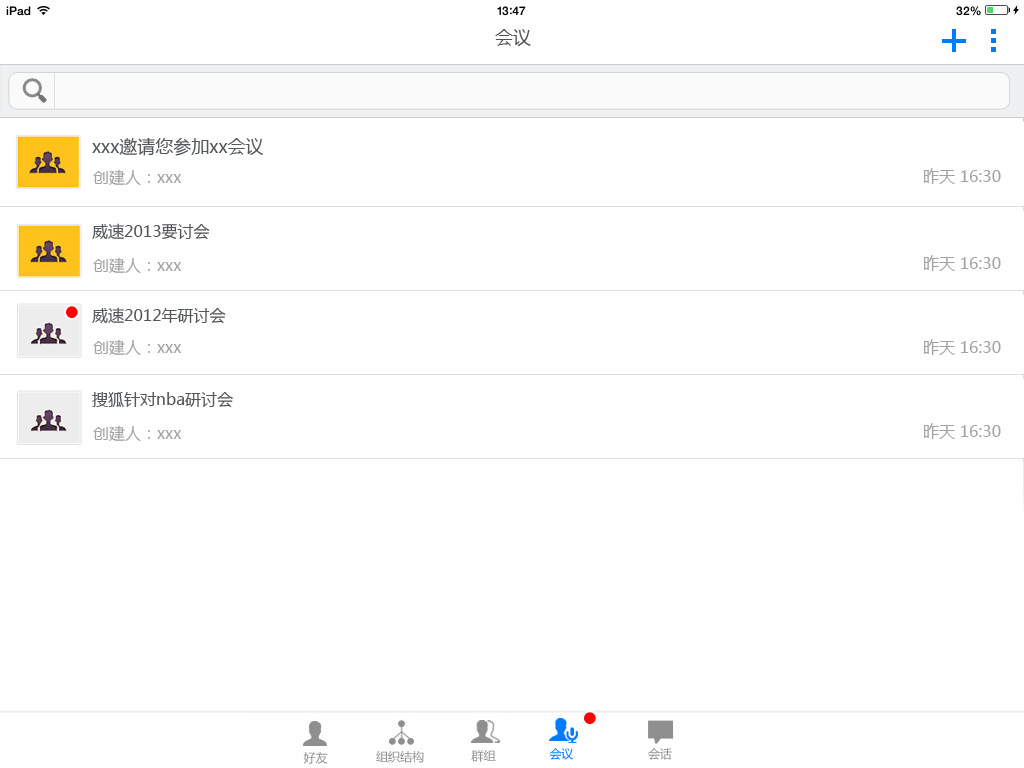 iPad 13:47 32%
会议
xxx邀请您参加xx会议
创建人：xxx 昨天 16:30
威速2013要讨会
创建人：xxx 昨天 16:30
威速2012年研讨会
创建人：xxx 昨天 16:30
搜狐针对nba研讨会
创建人：xxx 昨天 16:30
好友 组织结构 群组 会议 会话